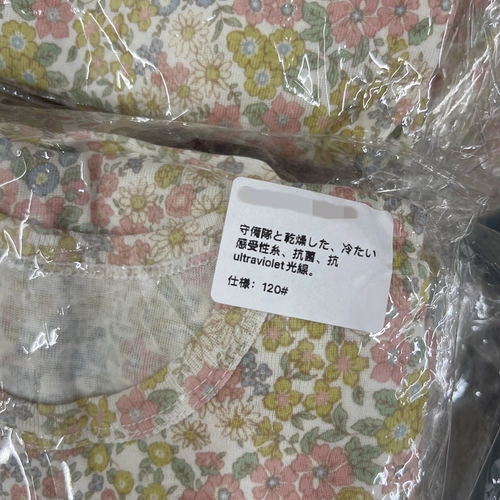 守備隊と乾燥した、冷たい
感受性糸、抗菌、抗
ultraviolet光線。
仕様：120#